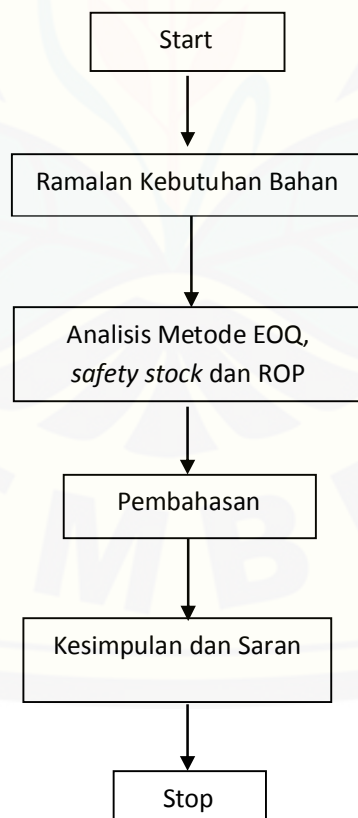 Start
Ramalan Kebutuhan Bahan
Analisis Metode EOQ,
safety stock dan ROP
Pembahasan
Kesimpulan dan Saran
Stop